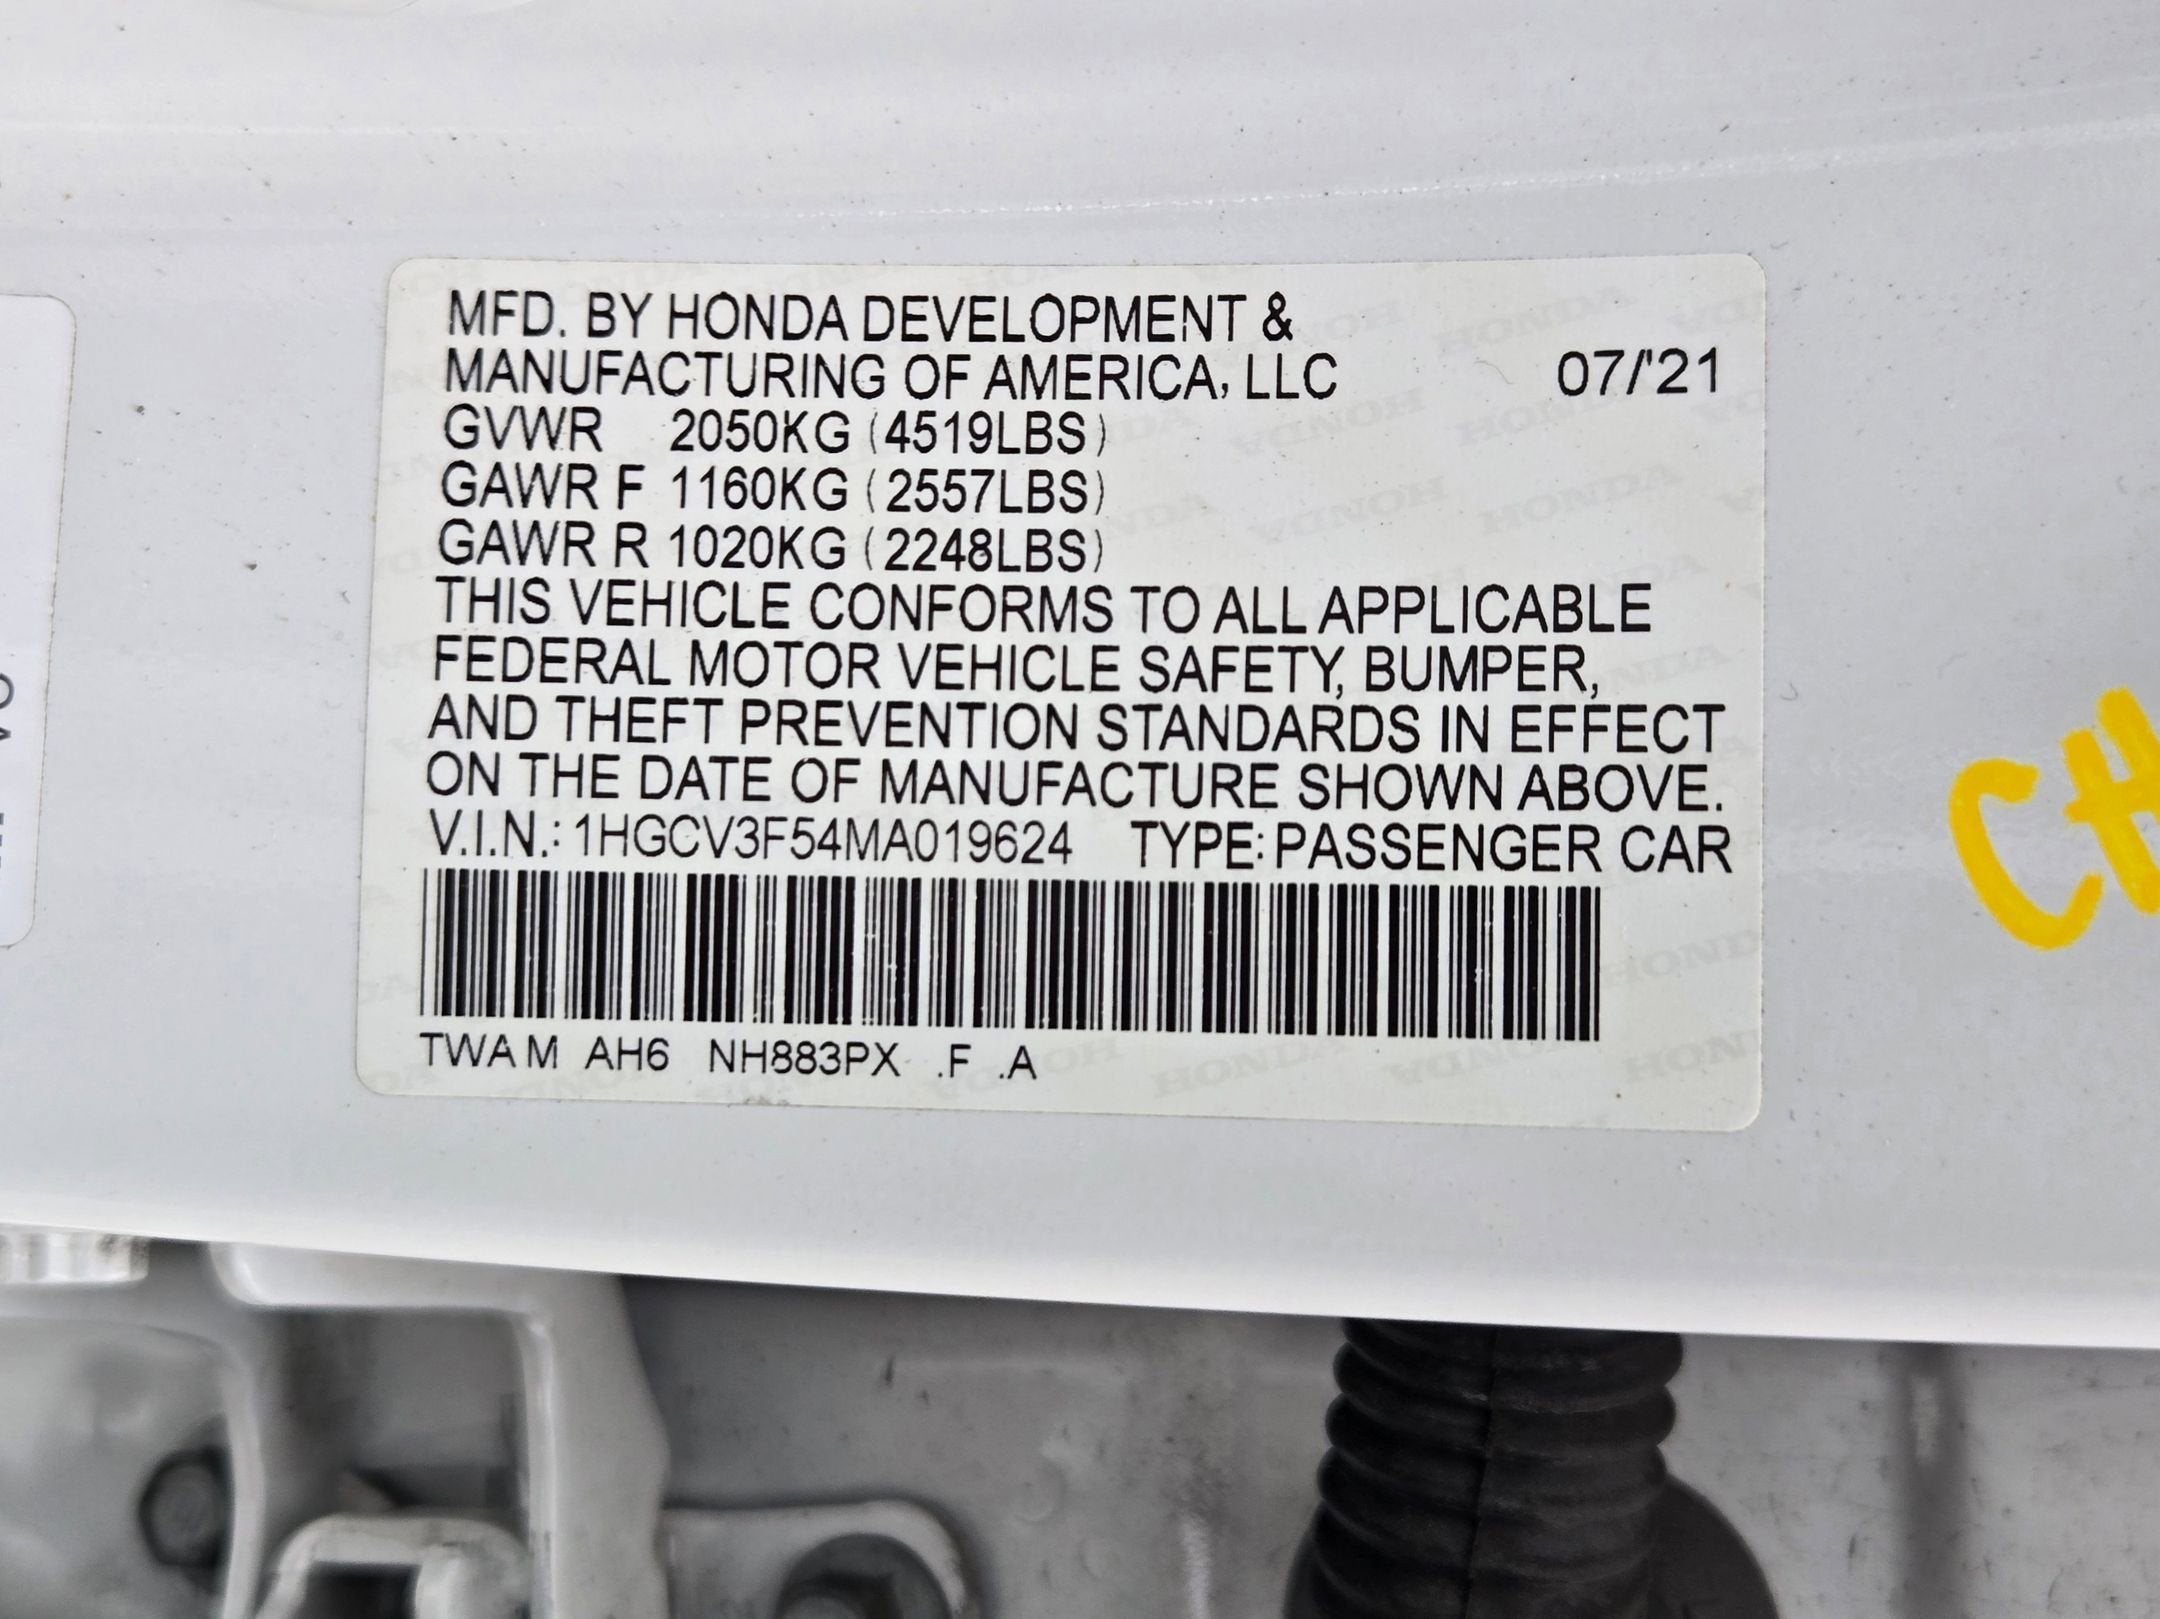 MFD. BY HONDA DEVELOPMENT &
MANUFACTURING OF AMERICA, LLC 07/'21
GVWR 2050KG (4519LBS)
GAWR F 1160KG (2557LBS)
GAWR R 1020KG (2248LBS)
THIS VEHICLE CONFORMS TO ALL APPLICABLE
FEDERAL MOTOR VEHICLE SAFETY, BUMPER,
AND THEFT PREVENTION STANDARDS IN EFFECT
ON THE DATE OF MANUFACTURE SHOWN ABOVE.
V.I.N.: 1HGCV3F54MA019624 TYPE: PASSENGER CAR
TWAM AH6 NH883PX .F .A
CH